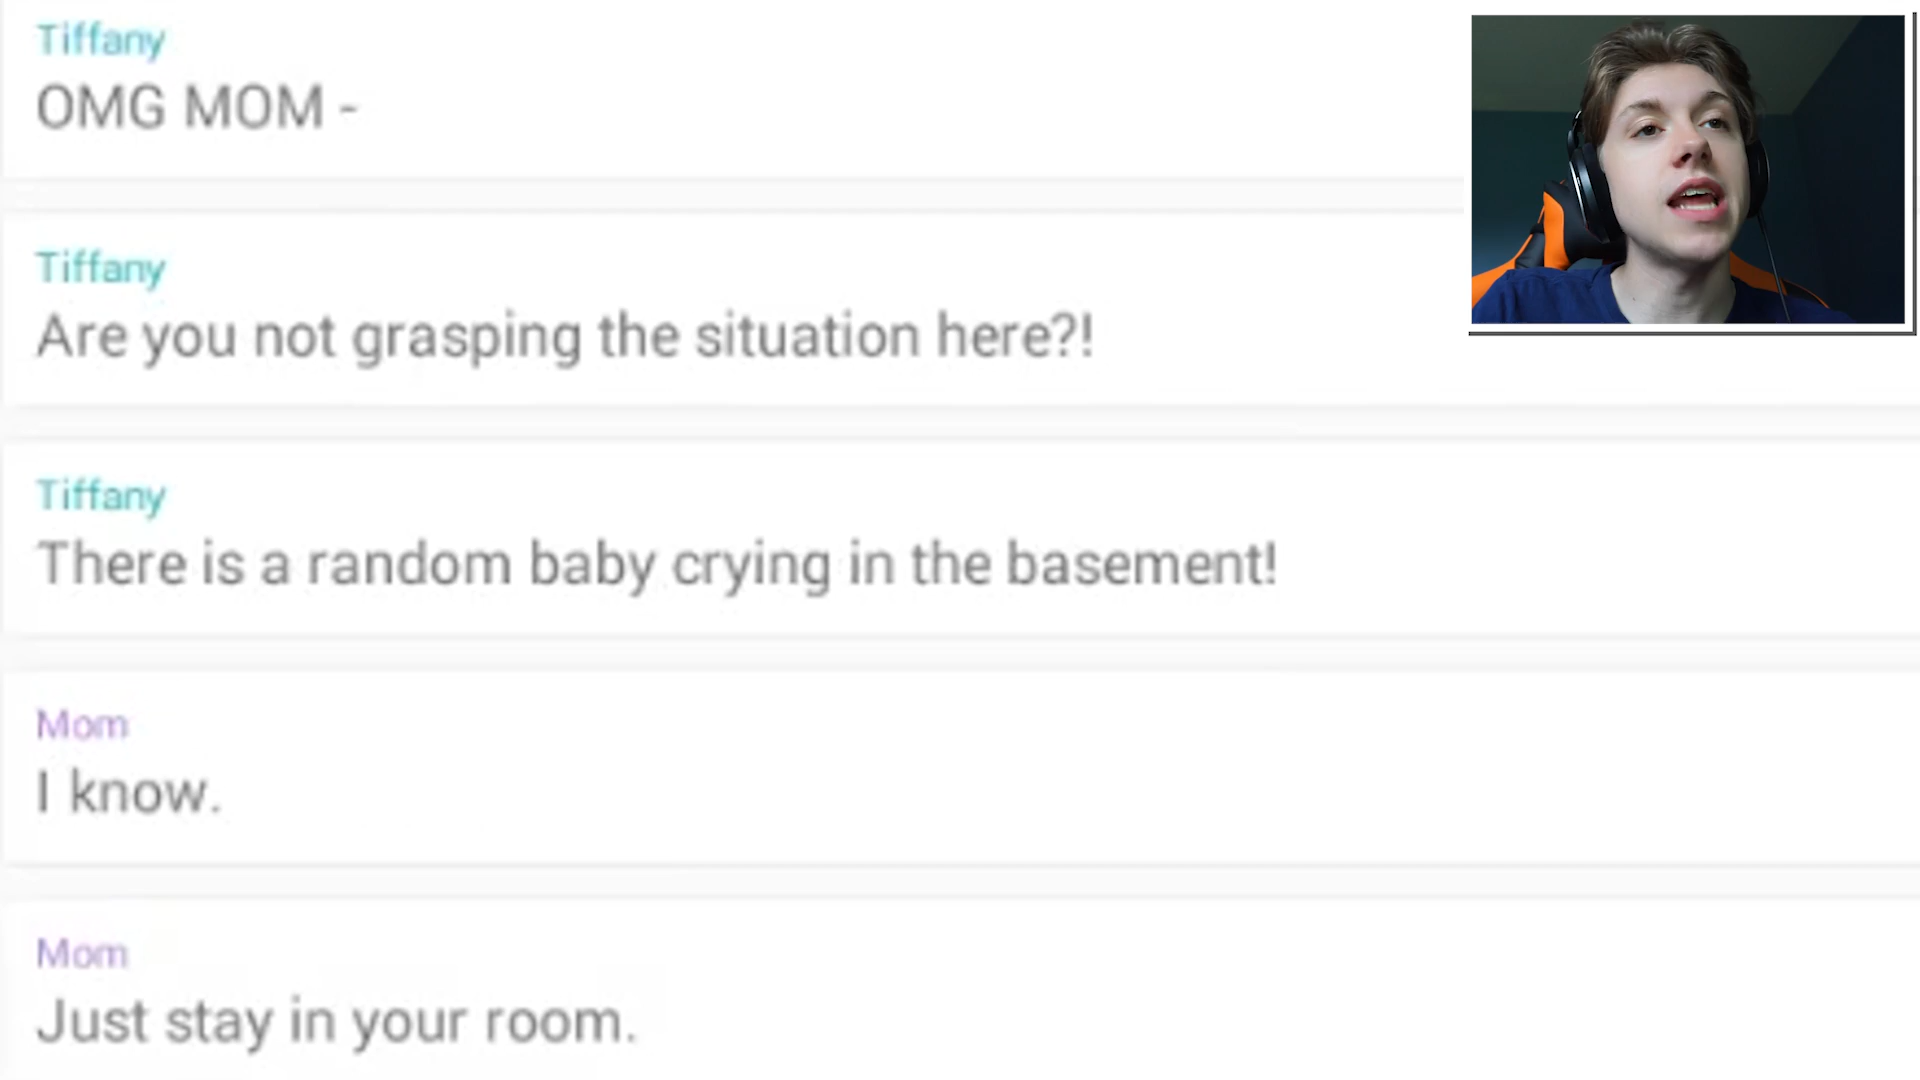 Tiffany
OMG MOM -
Tiffany
Are you not grasping the situation here?!
Tiffany
There is a random baby crying in the basement!
Mom
I know.
Mom
Just stay in your room.